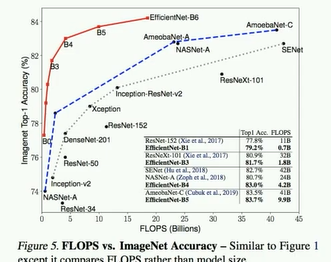 84
82
80
78
76
74
Imagenet Top-1 Accuracy (%)
EfficientNet-B6
B5
B4
B3
B0
AmoebaNet-A
AmoebaNet-C
NASNet-A
SENet
Inception-ResNet-v2
ResNeXt-101
Xception
ResNet-152
DenseNet-201
ResNet-50
Inception-v2
NASNet-A
ResNet-34
Top1 Acc. FLOPS
ResNet-152 (Xie et al., 2017) 77.8% 11B
EfficientNet-B1 79.2% 0.7B
ResNeXt-101 (Xie et al., 2017) 80.9% 32B
EfficientNet-B3 81.7% 1.8B
SENet (Hu et al., 2018) 82.7% 42B
NASNet-A (Zoph et al., 2018) 80.7% 24B
EfficientNet-B4 83.0% 4.2B
AmoebaNet-C (Cubuk et al., 2019) 83.5% 41B
EfficientNet-B5 83.7% 9.9B
0 5 10 15 20 25 30 35 40 45
FLOPS (Billions)
Figure 5. FLOPS vs. ImageNet Accuracy – Similar to Figure 1
except it compares FLOPS rather than model size.